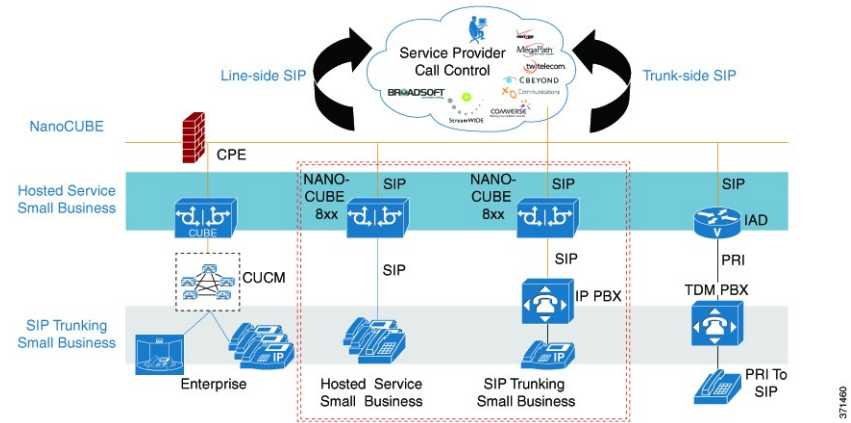 Service Provider
Call Control
verizon
MegaPath
tw telecom
CBEYOND
XO Communications
BROADSOFT
StreamWIDE
COMVERSE
Line-side SIP
Trunk-side SIP
NanoCUBE
CPE
Hosted Service
Small Business
NANO-
CUBE
8xx
SIP
NANO-
CUBE
8xx
SIP
SIP
CUBE
IAD
V
CUCM
SIP
SIP
PRI
IP PBX
TDM PBX
SIP Trunking
Small Business
IP
IP
Enterprise
Hosted Service
Small Business
SIP Trunking
Small Business
PRI To
SIP
371460